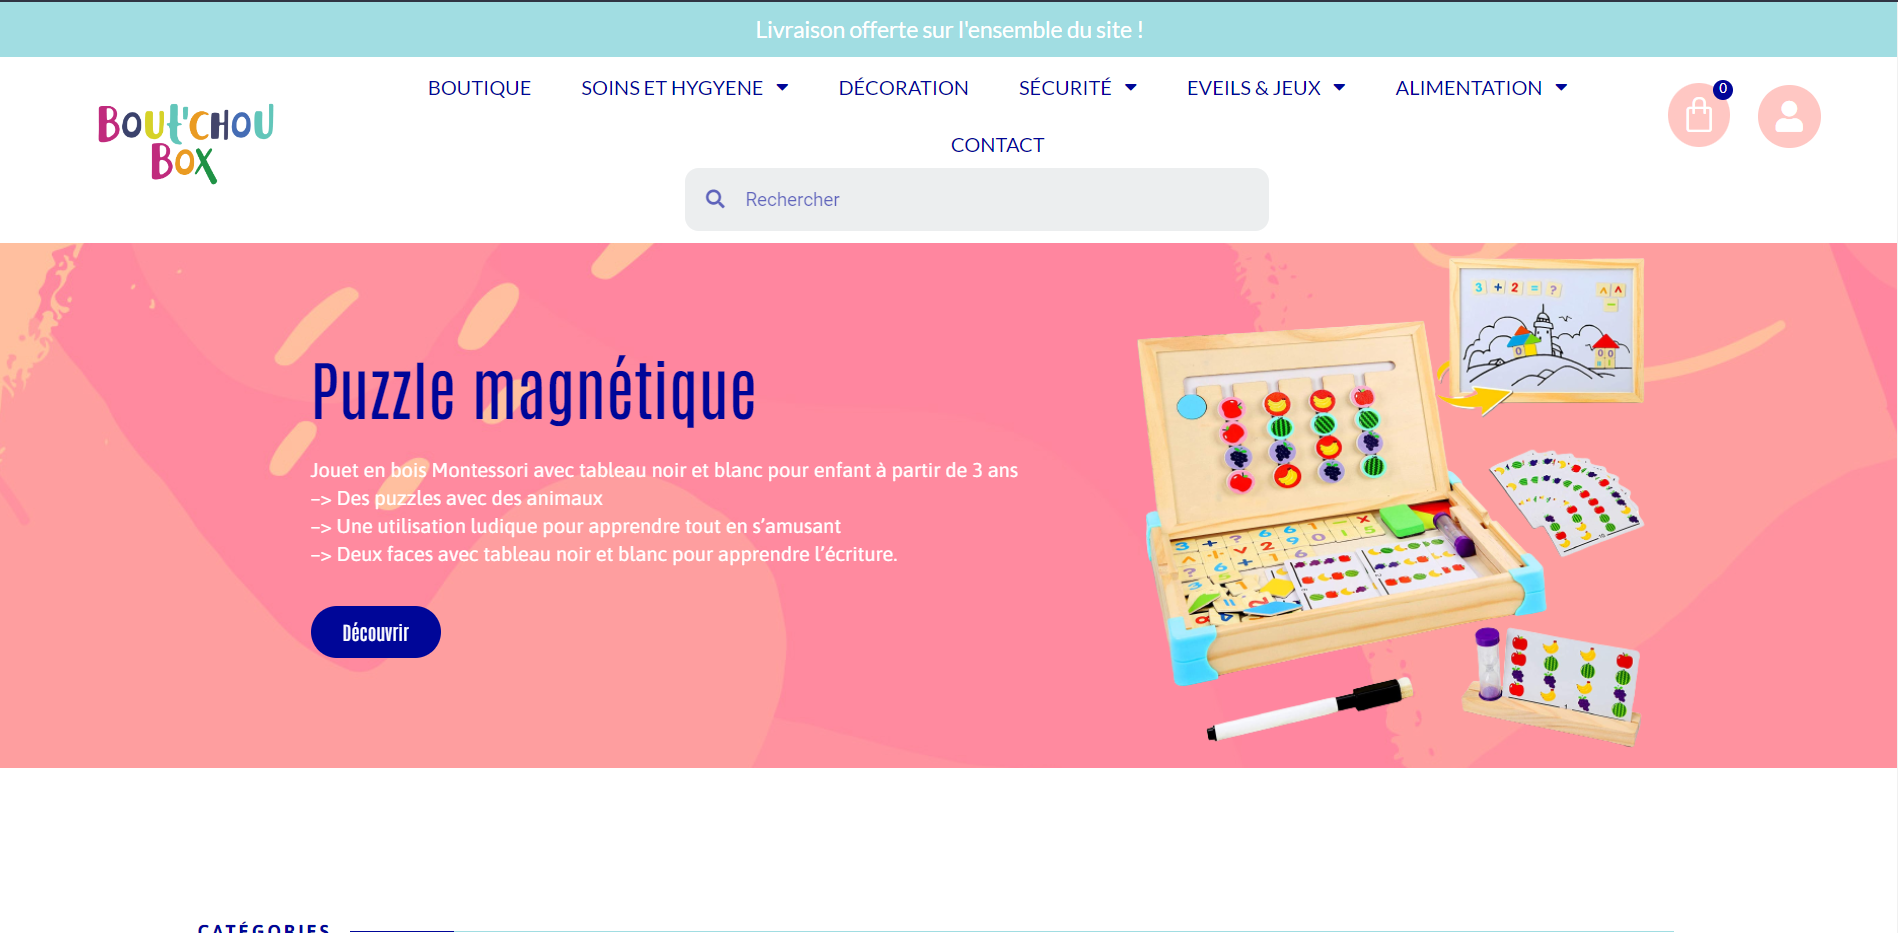 Livraison offerte sur l'ensemble du site !
BOUTIQUE SOINS ET HYGYENE DÉCORATION SÉCURITÉ EVEILS & JEUX ALIMENTATION
0
BOUT'CHOU
BOX
CONTACT
Rechercher
3 + 2 = ?
Puzzle magnétique
Jouet en bois Montessori avec tableau noir et blanc pour enfant à partir de 3 ans
–> Des puzzles avec des animaux
–> Une utilisation ludique pour apprendre tout en s’amusant
–> Deux faces avec tableau noir et blanc pour apprendre l’écriture.
Découvrir
CATÉGORIES